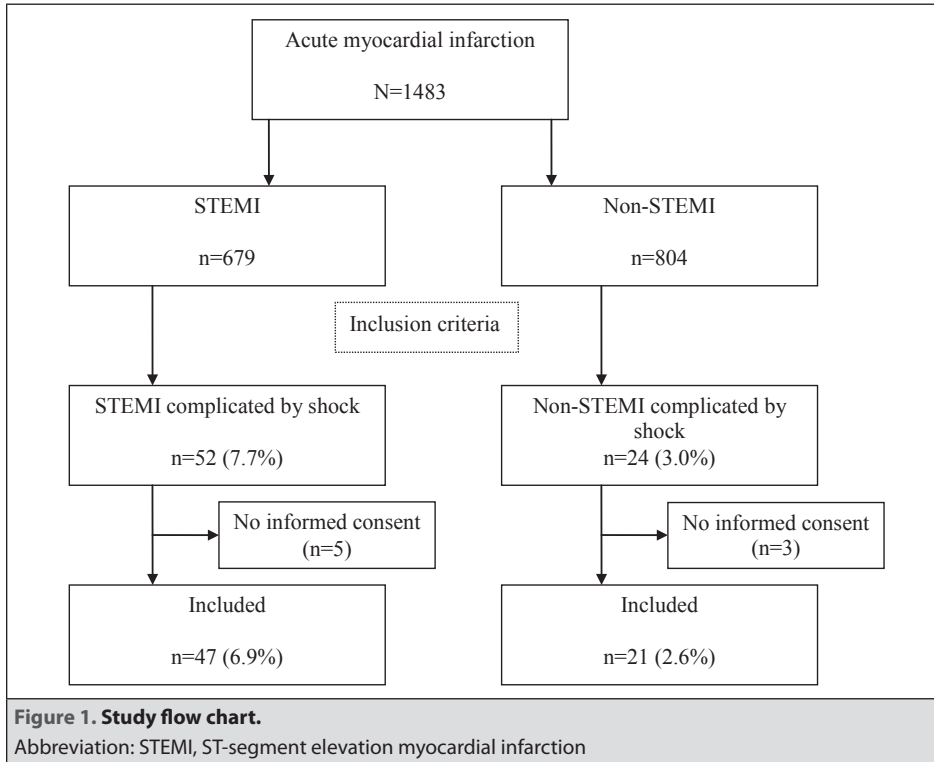 Acute myocardial infarction
N=1483
STEMI
n=679
Non-STEMI
n=804
Inclusion criteria
STEMI complicated by shock
n=52 (7.7%)
Non-STEMI complicated by
shock
n=24 (3.0%)
No informed consent
(n=5)
No informed consent
(n=3)
Included
n=47 (6.9%)
Included
n=21 (2.6%)
Figure 1. Study flow chart.
Abbreviation: STEMI, ST-segment elevation myocardial infarction